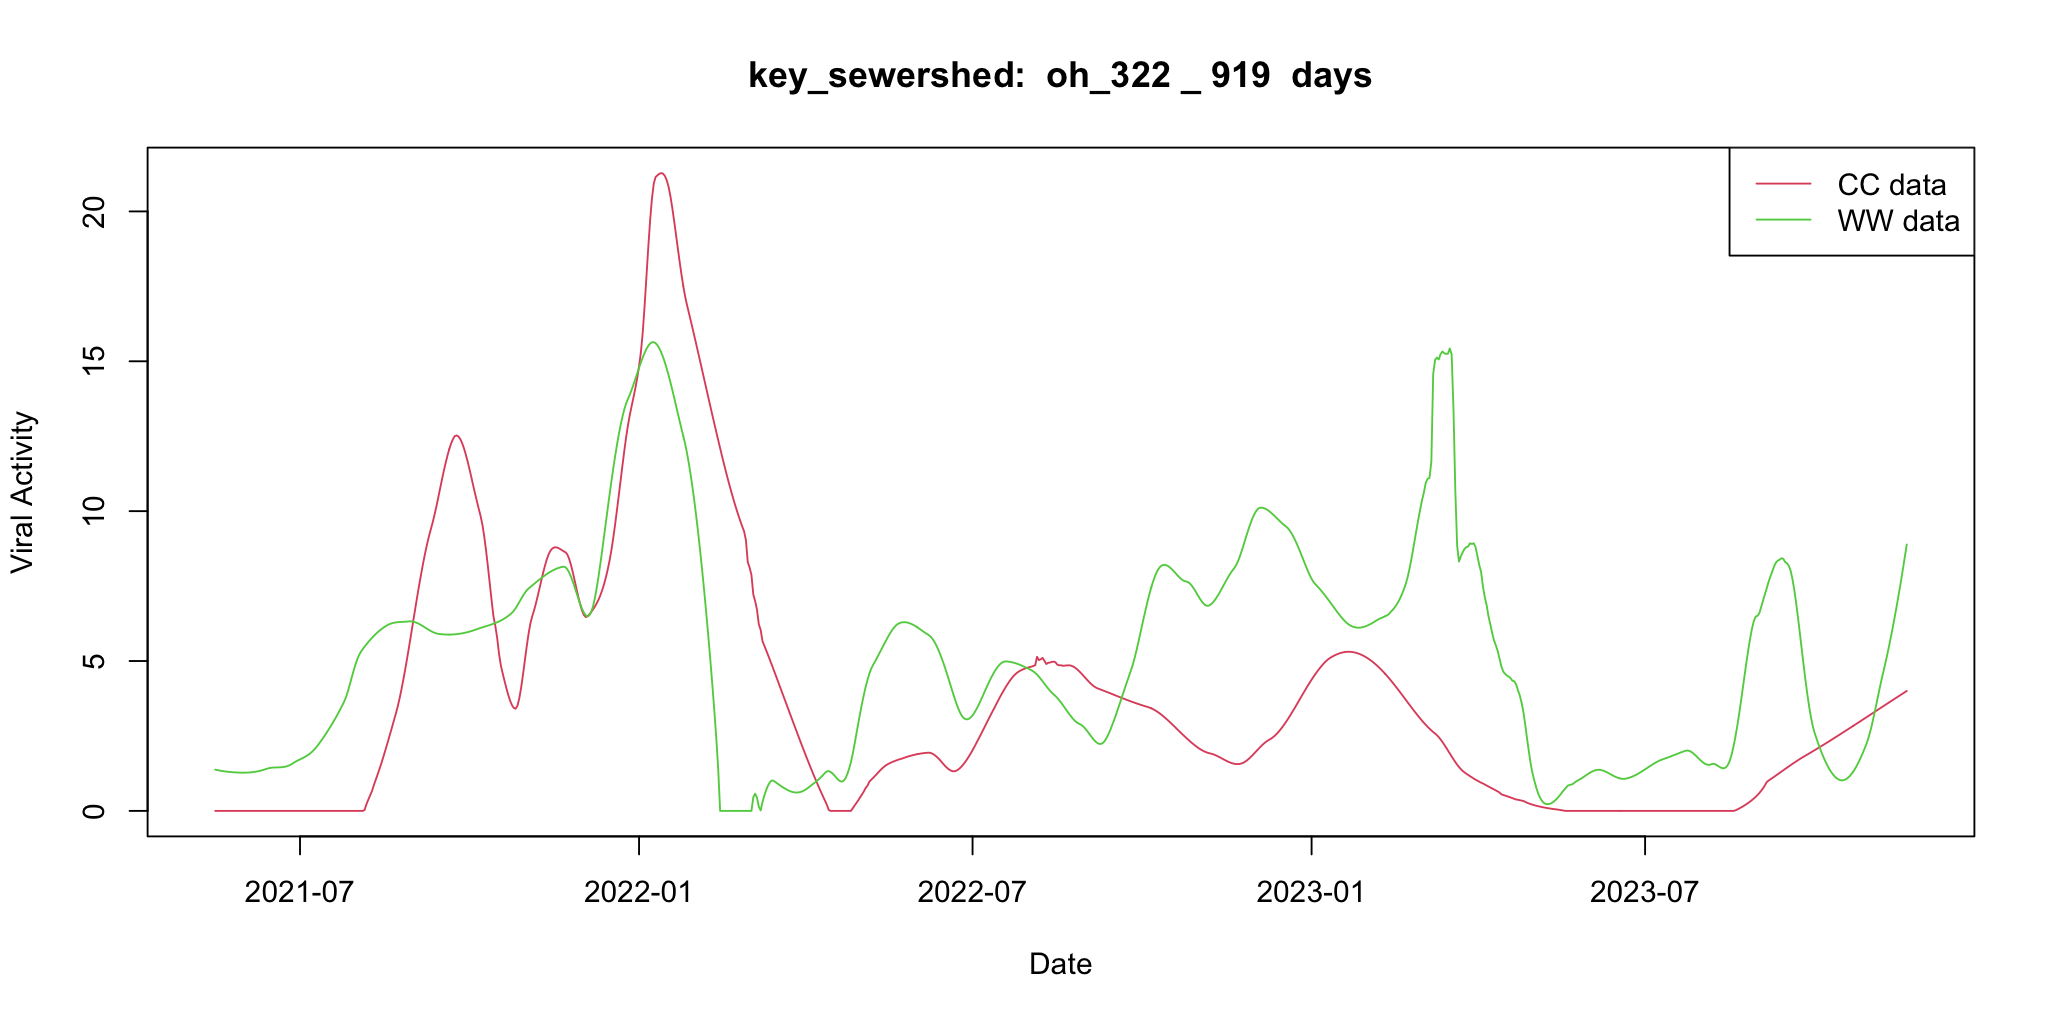 key_sewershed:  oh_322 _ 919  days
CC data
WW data
Viral Activity
20
15
10
5
0
2021-07
2022-01
2022-07
2023-01
2023-07
Date